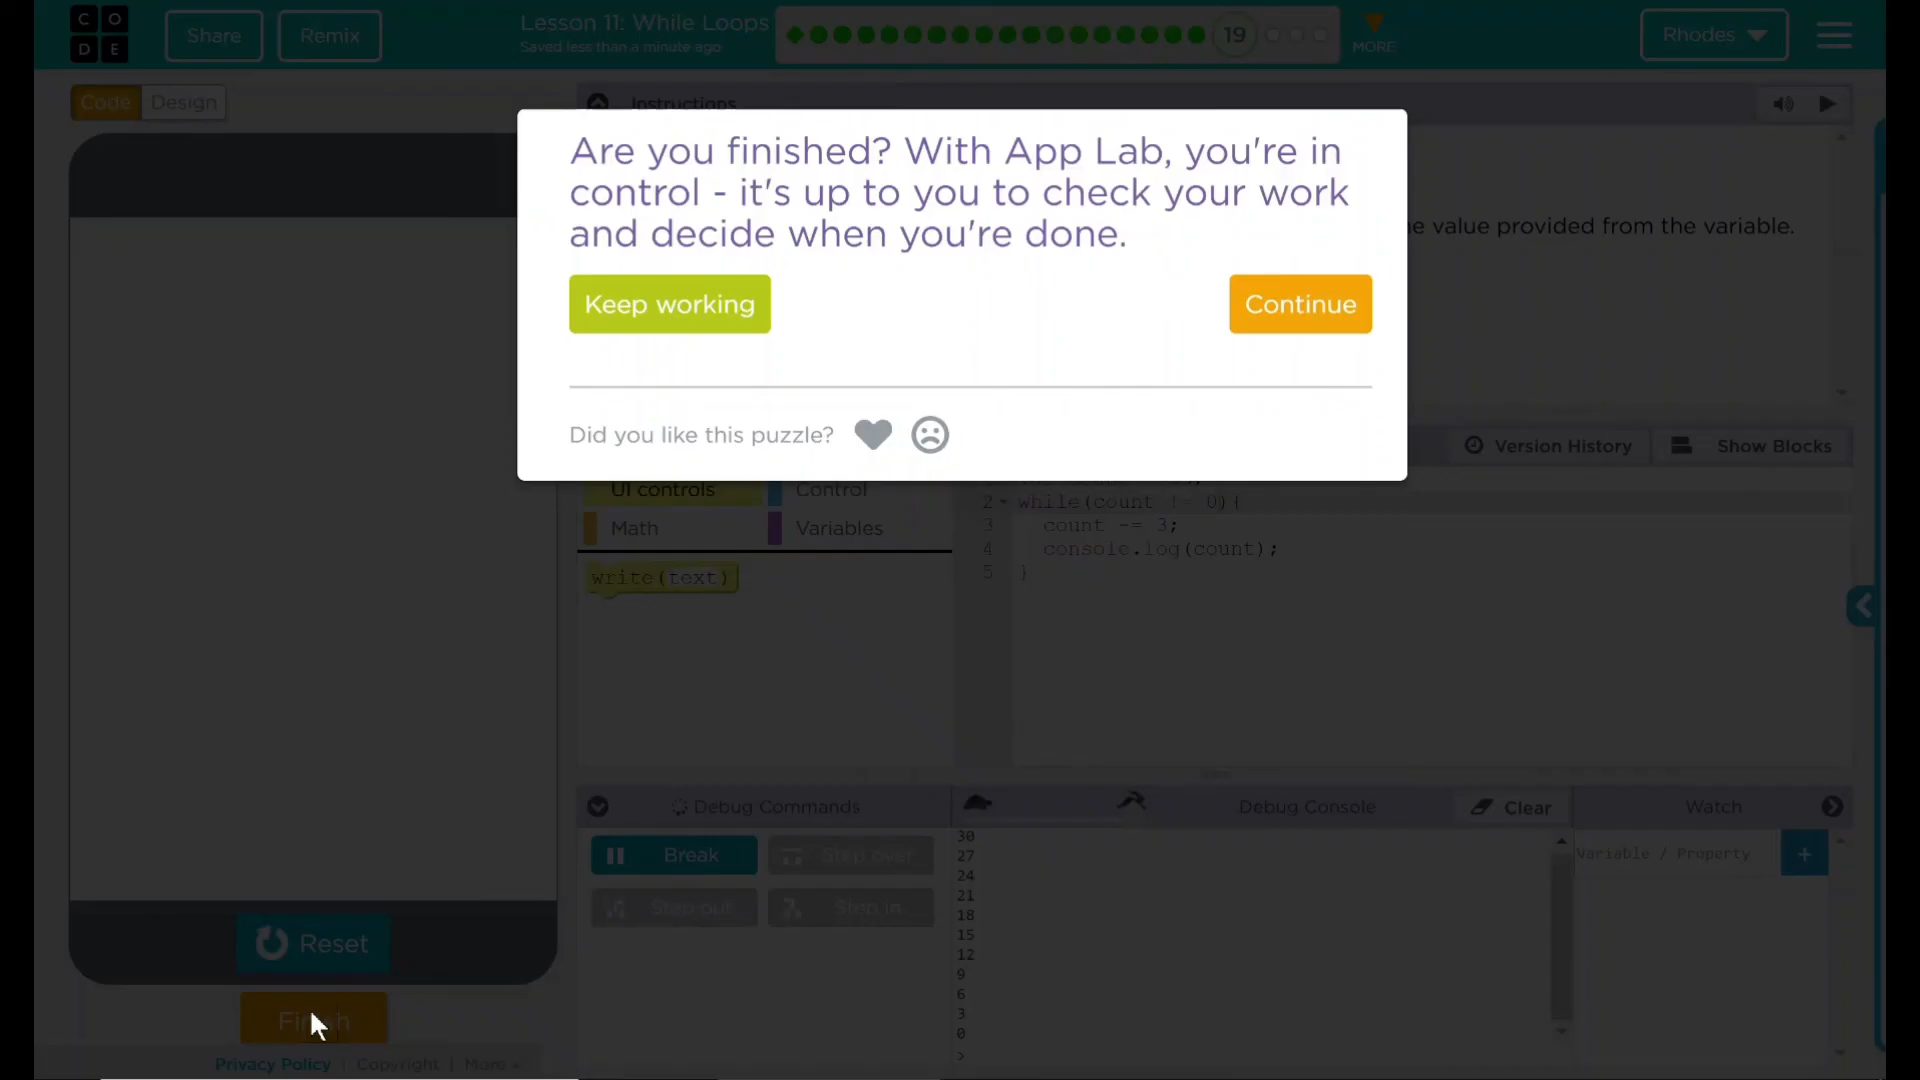 CO
DE
Share
Remix
Lesson 11: While Loops
Saved less than a minute ago
19
MORE
Rhodes
Code
Design
Instructions
Are you finished? With App Lab, you're in
control - it's up to you to check your work
and decide when you're done.
e value provided from the variable.
Keep working
Continue
Did you like this puzzle?
Version History
Show Blocks
UI controls
Control
Math
Variables
write(text)
2 while(count != 0){
3 count -= 3;
4 console.log(count);
5 }
Debug Commands
Debug Console
Clear
Watch
Break
Step over
Step out
Step in
Variable / Property
+
30
27
24
21
18
15
12
9
6
3
0
>
Reset
Finish
Privacy Policy | Copyright | More